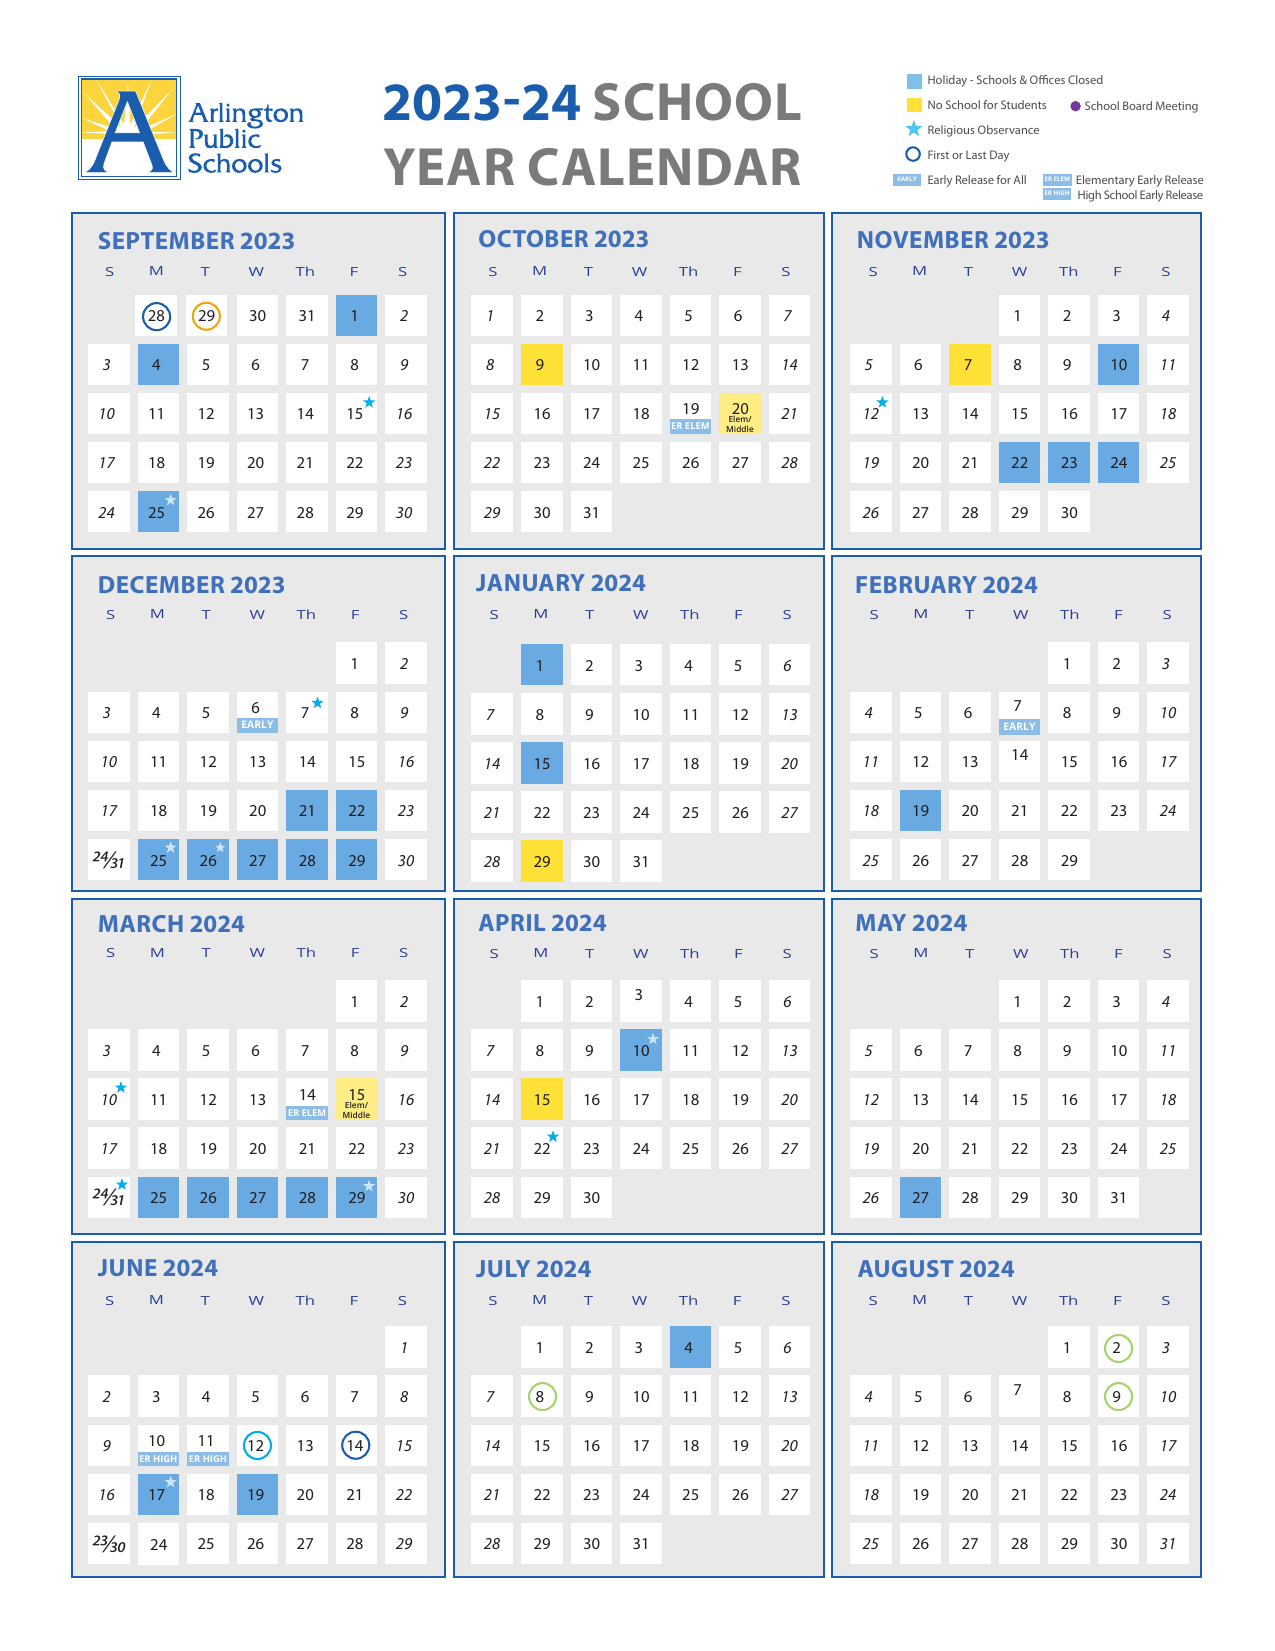 Arlington
Public
Schools
2023-24 SCHOOL
YEAR CALENDAR
Holiday - Schools & Offices Closed
No School for Students
School Board Meeting
Religious Observance
First or Last Day
EARLY Early Release for All
ER ELEM Elementary Early Release
ER HIGH High School Early Release
SEPTEMBER 2023
S M T W Th F S
28 29 30 31 1 2
3 4 5 6 7 8 9
10 11 12 13 14 15 16
17 18 19 20 21 22 23
24 25 26 27 28 29 30
OCTOBER 2023
S M T W Th F S
1 2 3 4 5 6 7
8 9 10 11 12 13 14
15 16 17 18 19 20 21
ER ELEM Elem/
Middle
22 23 24 25 26 27 28
29 30 31
NOVEMBER 2023
S M T W Th F S
1 2 3 4
5 6 7 8 9 10 11
12 13 14 15 16 17 18
19 20 21 22 23 24 25
26 27 28 29 30
DECEMBER 2023
S M T W Th F S
1 2
3 4 5 6 7 8 9
EARLY
10 11 12 13 14 15 16
17 18 19 20 21 22 23
24/31 25 26 27 28 29 30
JANUARY 2024
S M T W Th F S
1 2 3 4 5 6
7 8 9 10 11 12 13
14 15 16 17 18 19 20
21 22 23 24 25 26 27
28 29 30 31
FEBRUARY 2024
S M T W Th F S
1 2 3
4 5 6 7 8 9 10
EARLY
11 12 13 14 15 16 17
18 19 20 21 22 23 24
25 26 27 28 29
MARCH 2024
S M T W Th F S
1 2
3 4 5 6 7 8 9
10 11 12 13 14 15 16
ER ELEM Elem/
Middle
17 18 19 20 21 22 23
24/31 25 26 27 28 29 30
APRIL 2024
S M T W Th F S
1 2 3 4 5 6
7 8 9 10 11 12 13
14 15 16 17 18 19 20
21 22 23 24 25 26 27
28 29 30
MAY 2024
S M T W Th F S
1 2 3 4
5 6 7 8 9 10 11
12 13 14 15 16 17 18
19 20 21 22 23 24 25
26 27 28 29 30 31
JUNE 2024
S M T W Th F S
1
2 3 4 5 6 7 8
9 10 11 12 13 14 15
ER HIGH ER HIGH
16 17 18 19 20 21 22
23/30 24 25 26 27 28 29
JULY 2024
S M T W Th F S
1 2 3 4 5 6
7 8 9 10 11 12 13
14 15 16 17 18 19 20
21 22 23 24 25 26 27
28 29 30 31
AUGUST 2024
S M T W Th F S
1 2 3
4 5 6 7 8 9 10
11 12 13 14 15 16 17
18 19 20 21 22 23 24
25 26 27 28 29 30 31